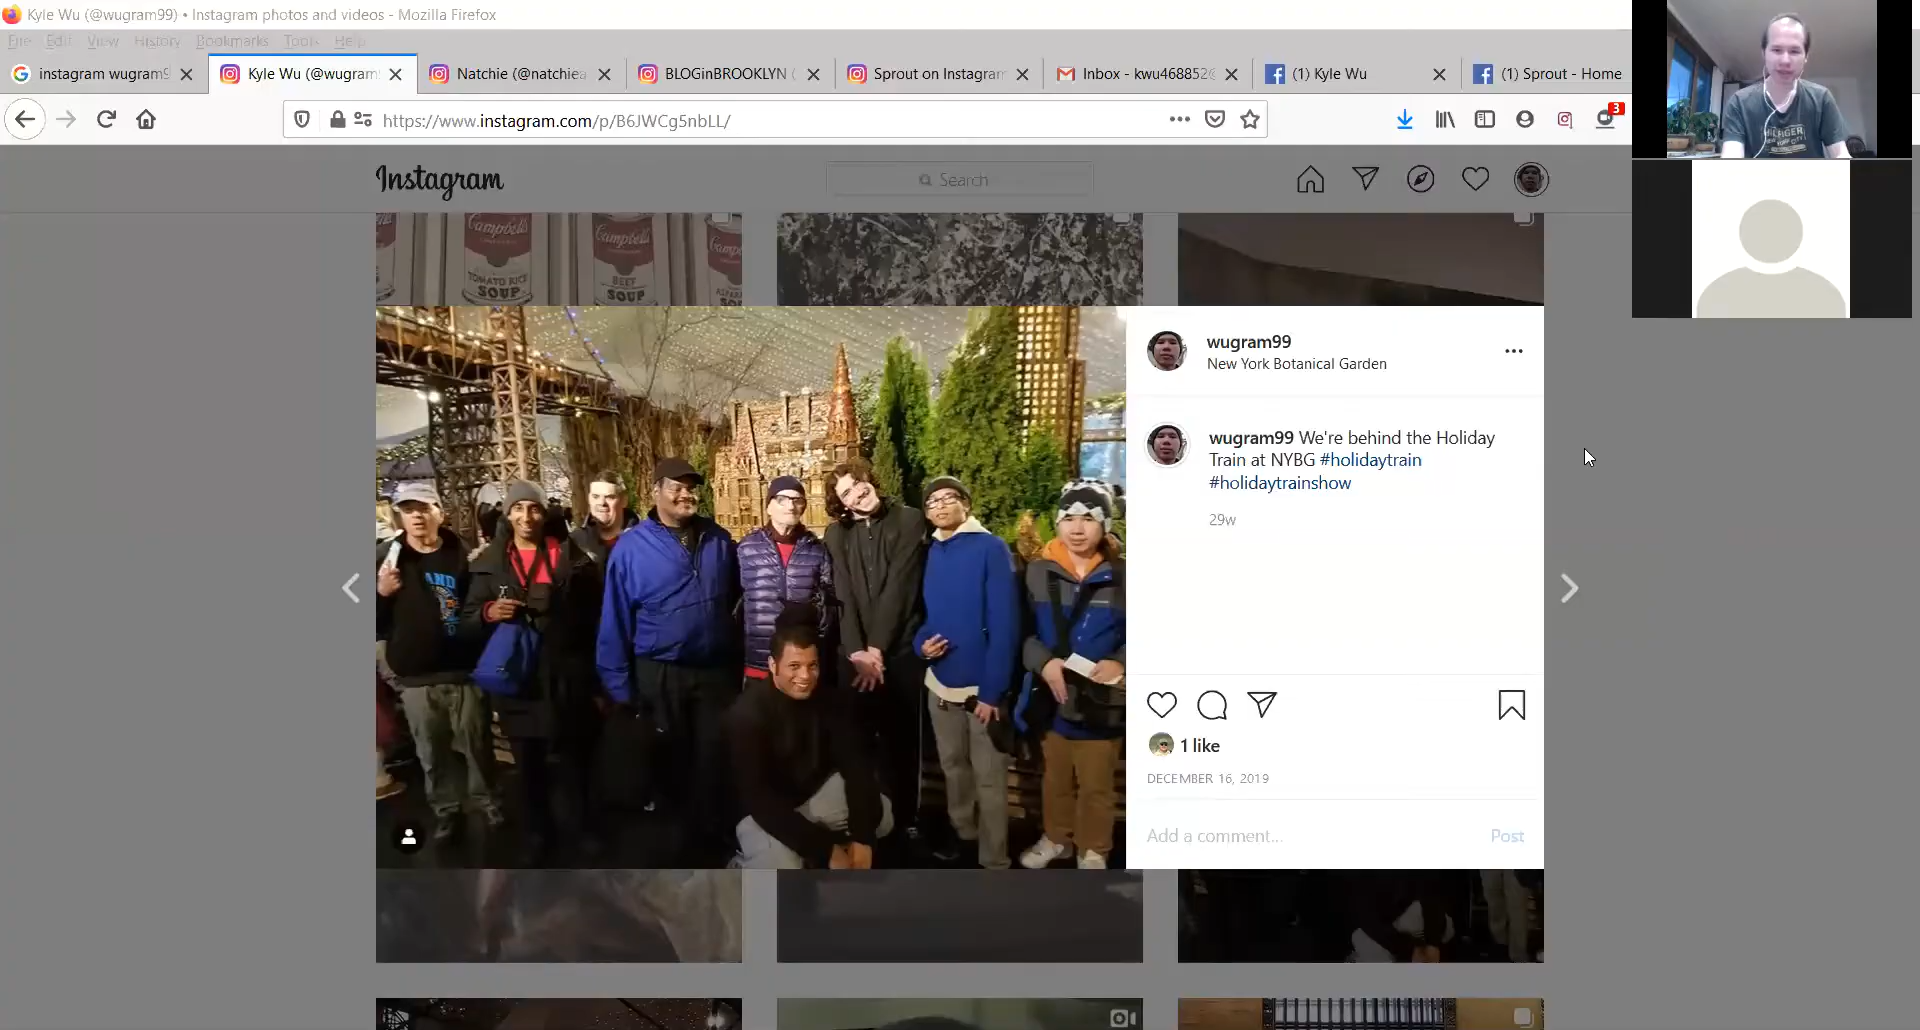 Kyle Wu (@wugram99) • Instagram photos and videos - Mozilla Firefox
File Edit View History Bookmarks Tools Help
instagram wugram9
Kyle Wu (@wugram
Natchie (@natchiea
BLOGinBROOKLYN (
Sprout on Instagram
Inbox - kwu468852@
(1) Kyle Wu
(1) Sprout - Home
https://www.instagram.com/p/B6JWCg5nbLL/
3
HILFIGER
Instagram
Search
Campbell's
Campbell's
TOMATO RICE
SOUP
BEEF
SOUP
wugram99
New York Botanical Garden
wugram99 We're behind the Holiday
Train at NYBG #holidaytrain
#holidaytrainshow
29w
AND
1 like
DECEMBER 16, 2019
Add a comment...
Post